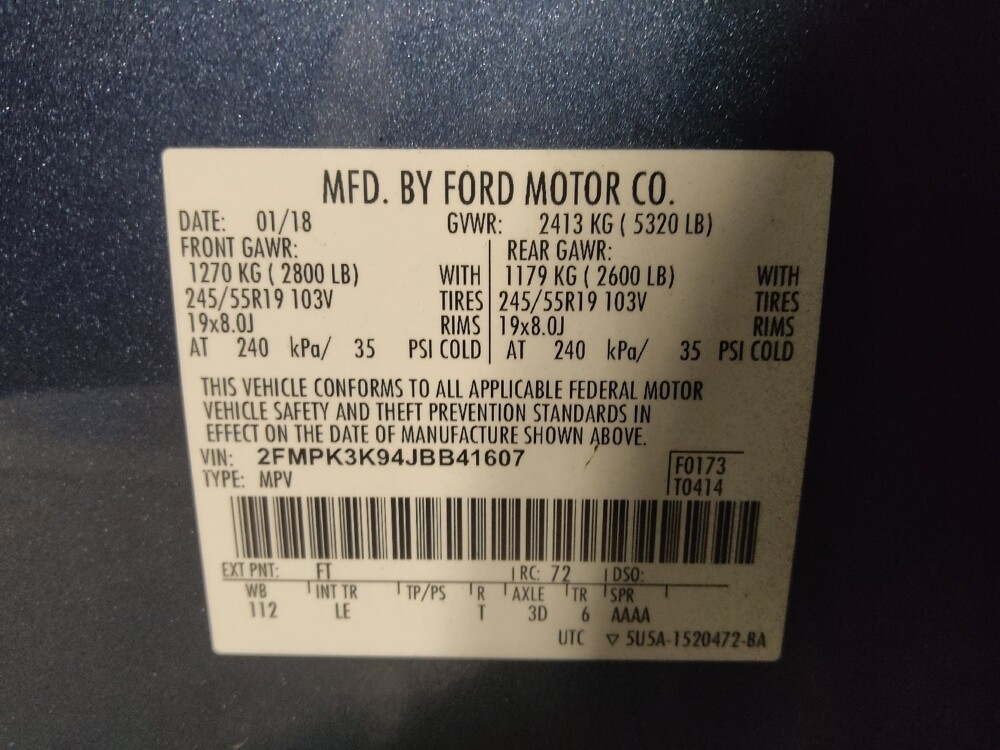 MFD. BY FORD MOTOR CO.
DATE: 01/18 GVWR: 2413 KG ( 5320 LB)
FRONT GAWR: REAR GAWR:
1270 KG ( 2800 LB) WITH 1179 KG ( 2600 LB) WITH
245/55R19 103V TIRES 245/55R19 103V TIRES
19x8.0J RIMS 19x8.0J RIMS
AT 240 kPa/ 35 PSI COLD AT 240 kPa/ 35 PSI COLD
THIS VEHICLE CONFORMS TO ALL APPLICABLE FEDERAL MOTOR
VEHICLE SAFETY AND THEFT PREVENTION STANDARDS IN
EFFECT ON THE DATE OF MANUFACTURE SHOWN ABOVE.
VIN: 2FMPK3K94JBB41607 F0173
TYPE: MPV T0414
EXT PNT: FT RC: 72 DSO:
WB INT TR TP/PS R AXLE TR SPR
112 LE T 3D 6 AAAA
UTC ▽ 5U5A-1520472-BA